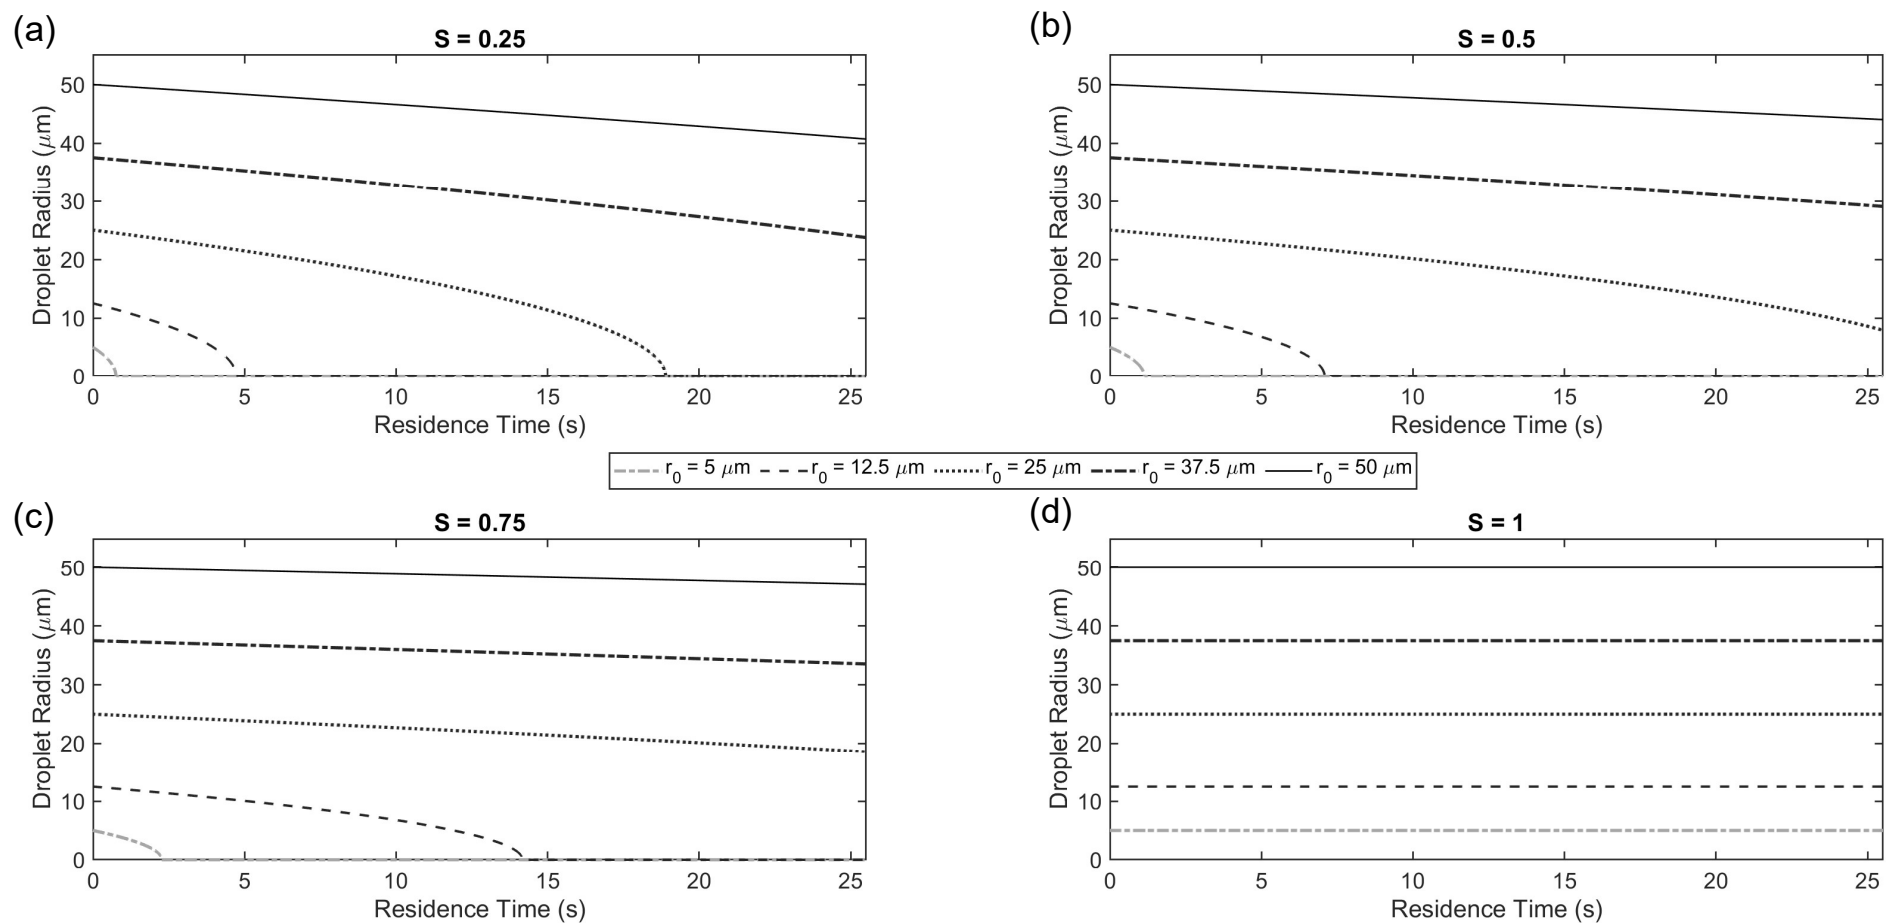 (a)
S = 0.25
50
40
30
20
10
0
Droplet Radius (μm)
0 5 10 15 20 25
Residence Time (s)
(b)
S = 0.5
50
40
30
20
10
0
Droplet Radius (μm)
0 5 10 15 20 25
Residence Time (s)
r0 = 5 μm r0 = 12.5 μm r0 = 25 μm r0 = 37.5 μm r0 = 50 μm
(c)
S = 0.75
50
40
30
20
10
0
Droplet Radius (μm)
0 5 10 15 20 25
Residence Time (s)
(d)
S = 1
50
40
30
20
10
0
Droplet Radius (μm)
0 5 10 15 20 25
Residence Time (s)